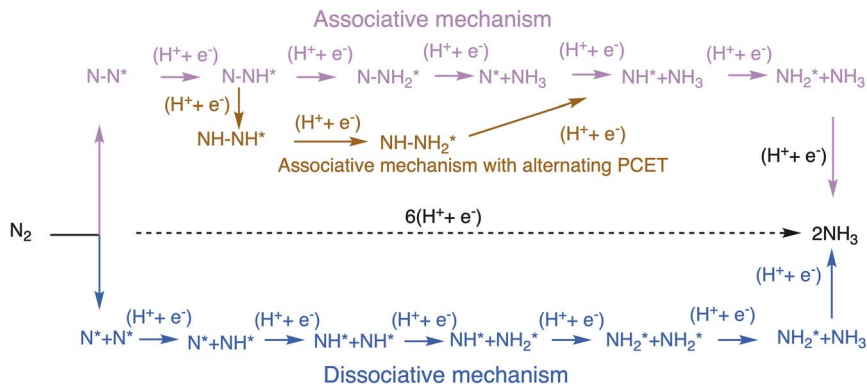 Associative mechanism
(H⁺+ e⁻) (H⁺+ e⁻) (H⁺+ e⁻) (H⁺+ e⁻) (H⁺+ e⁻)
N-N* N-NH* N-NH₂* N*+NH₃ NH*+NH₃ NH₂*+NH₃
(H⁺+ e⁻)
(H⁺+ e⁻) (H⁺+ e⁻)
NH-NH* NH-NH₂*
Associative mechanism with alternating PCET
(H⁺+ e⁻)
6(H⁺+ e⁻)
N₂ 2NH₃
(H⁺+ e⁻)
(H⁺+ e⁻) (H⁺+ e⁻) (H⁺+ e⁻) (H⁺+ e⁻) (H⁺+ e⁻)
N*+N* N*+NH* NH*+NH* NH*+NH₂* NH₂*+NH₂* NH₂*+NH₃
Dissociative mechanism